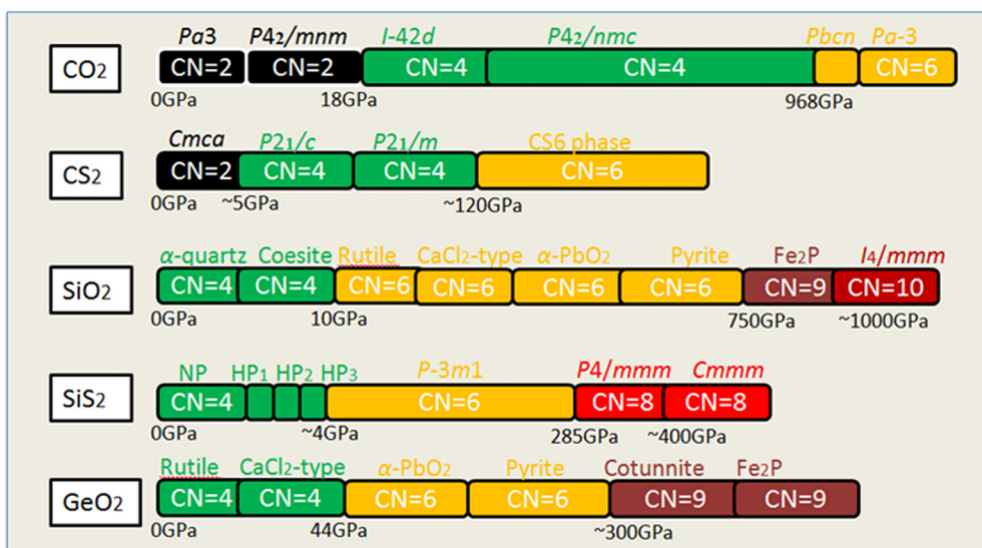 Pa3 P42/mnm I-42d P42/nmc Pbcn Pa-3
CO2 CN=2 CN=2 CN=4 CN=4 CN=6
0GPa 18GPa 968GPa
Cmca P21/c P21/m CS6 phase
CS2 CN=2 CN=4 CN=4 CN=6
0GPa ~5GPa ~120GPa
α-quartz Coesite Rutile CaCl2-type α-PbO2 Pyrite Fe2P I4/mmm
SiO2 CN=4 CN=4 CN=6 CN=6 CN=6 CN=6 CN=9 CN=10
0GPa 10GPa 750GPa ~1000GPa
NP HP1 HP2 HP3 P-3m1 P4/mmm Cmmm
SiS2 CN=4 CN=6 CN=8 CN=8
0GPa ~4GPa 285GPa ~400GPa
Rutile CaCl2-type α-PbO2 Pyrite Cotunnite Fe2P
GeO2 CN=4 CN=4 CN=6 CN=6 CN=9 CN=9
0GPa 44GPa ~300GPa